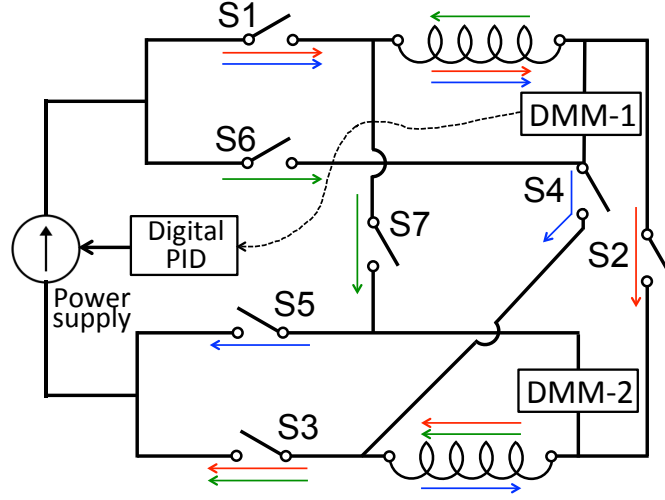 S1
DMM-1
S6
S4
S7
S2
Digital
PID
Power
supply
S5
DMM-2
S3